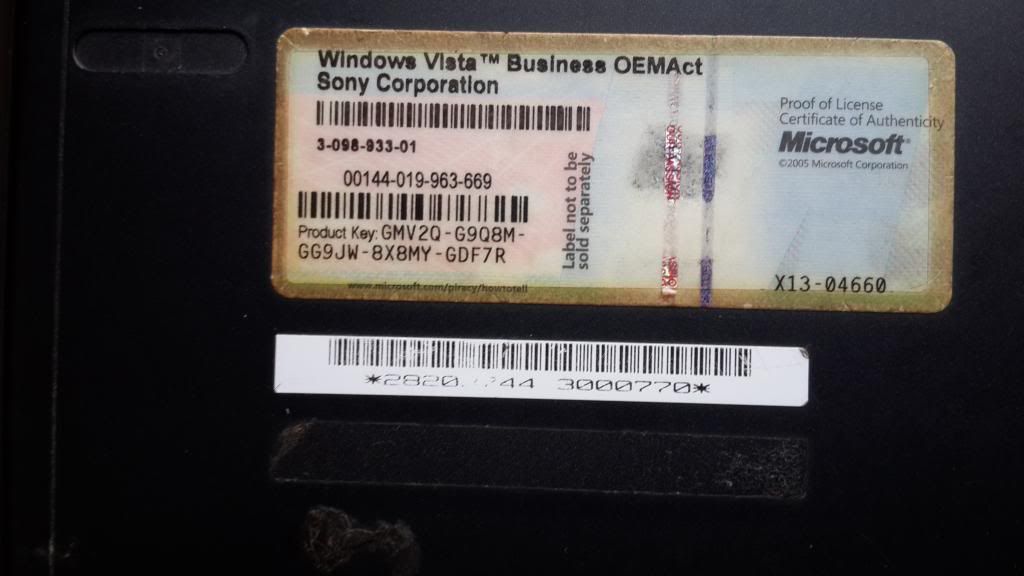 Windows Vista™ Business OEMAct
Sony Corporation
3-098-933-01
00144-019-963-669
Product Key: GMV2Q-G9Q8M-
GG9JW-8X8MY-GDF7R
www.microsoft.com/piracy/howtotell
Label not to be
sold separately
Proof of License
Certificate of Authenticity
Microsoft®
©2005 Microsoft Corporation
X13-04660
3000770*